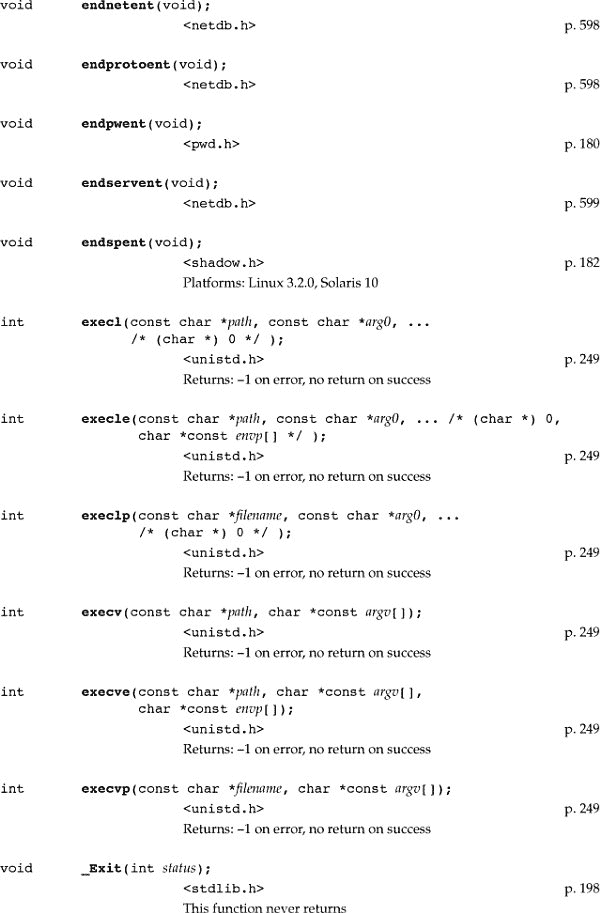 void endnetent(void);
<netdb.h> p. 598
void endprotoent(void);
<netdb.h> p. 598
void endpwent(void);
<pwd.h> p. 180
void endservent(void);
<netdb.h> p. 599
void endspent(void);
<shadow.h> p. 182
Platforms: Linux 3.2.0, Solaris 10
int execl(const char *path, const char *arg0, ...
/* (char *) 0 */ );
<unistd.h> p. 249
Returns: –1 on error, no return on success
int execle(const char *path, const char *arg0, ... /* (char *) 0,
char *const envp[] */ );
<unistd.h> p. 249
Returns: –1 on error, no return on success
int execlp(const char *filename, const char *arg0, ...
/* (char *) 0 */ );
<unistd.h> p. 249
Returns: –1 on error, no return on success
int execv(const char *path, char *const argv[]);
<unistd.h> p. 249
Returns: –1 on error, no return on success
int execve(const char *path, char *const argv[],
char *const envp[]);
<unistd.h> p. 249
Returns: –1 on error, no return on success
int execvp(const char *filename, char *const argv[]);
<unistd.h> p. 249
Returns: –1 on error, no return on success
void _Exit(int status);
<stdlib.h> p. 198
This function never returns